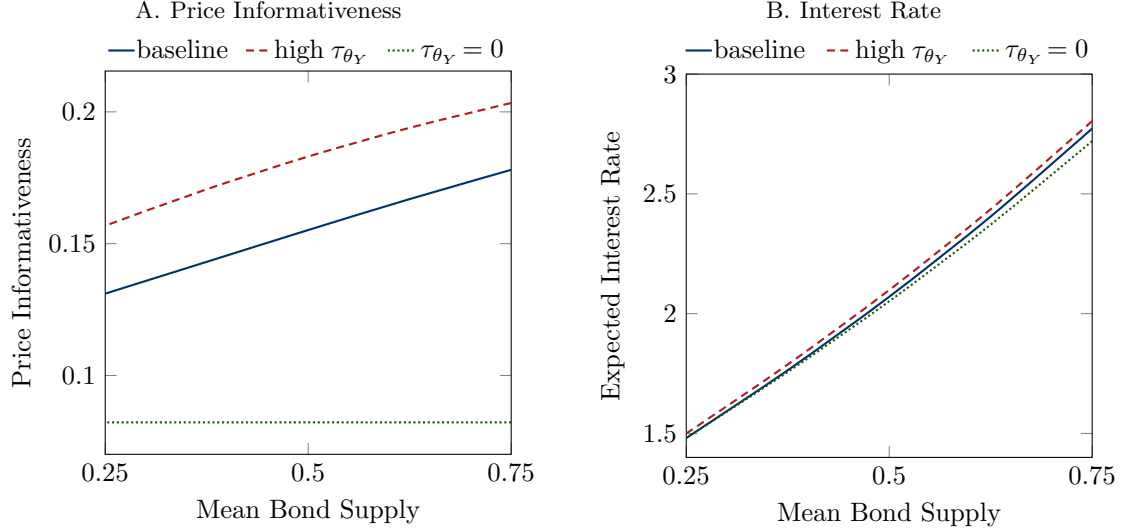 A. Price Informativeness
baseline high τ_{θ_Y} τ_{θ_Y} = 0
0.2
0.15
0.1
0.25 0.5 0.75
Price Informativeness
Mean Bond Supply
B. Interest Rate
baseline high τ_{θ_Y} τ_{θ_Y} = 0
3
2.5
2
1.5
0.25 0.5 0.75
Expected Interest Rate
Mean Bond Supply